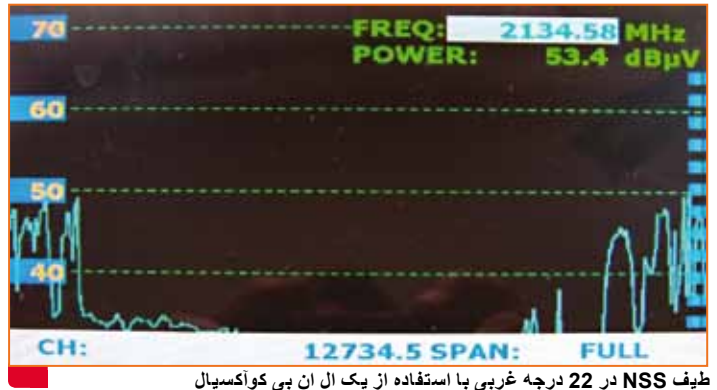 70
FREQ: 2134.58 MHz
POWER: 53.4 dBµV
60
50
40
CH: 12734.5 SPAN: FULL
طيف NSS در 22 درجه غربی با استفاده از یک ال ان بی کوآکسیال